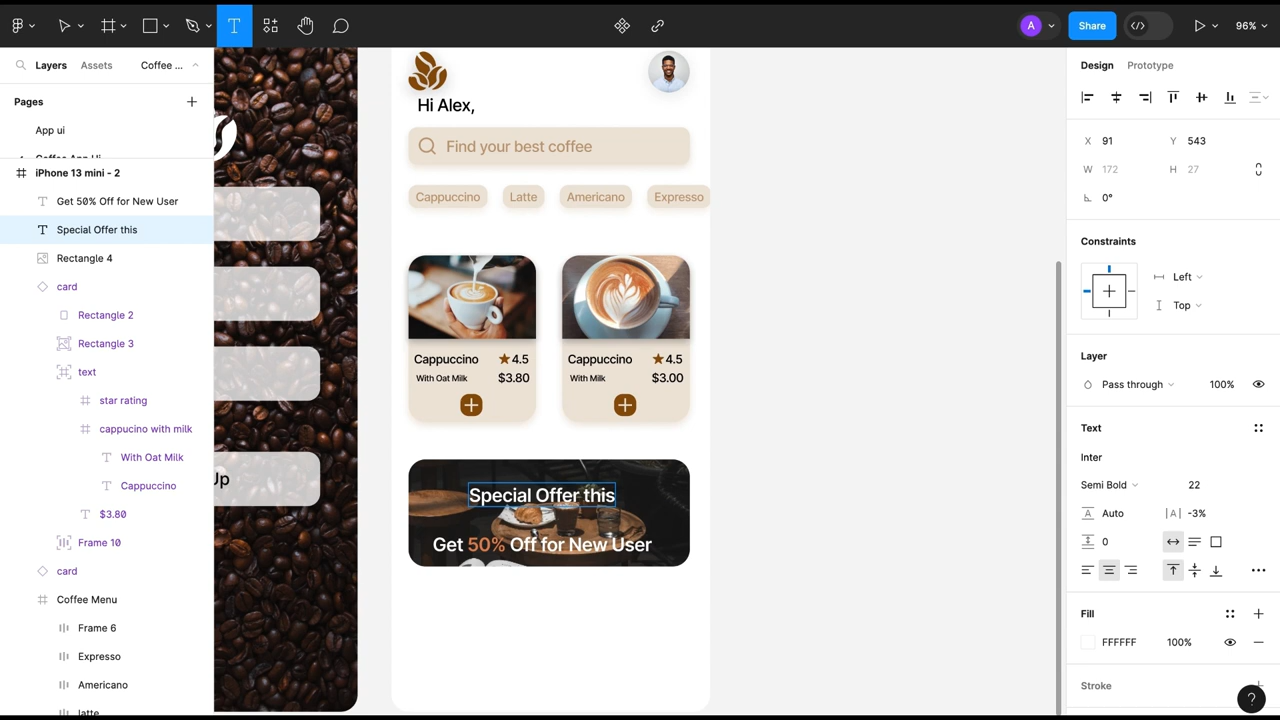 A
Share
96%
Layers
Assets
Coffee ...
Pages
App ui
iPhone 13 mini - 2
Get 50% Off for New User
Special Offer this
Rectangle 4
card
Rectangle 2
Rectangle 3
text
star rating
cappucino with milk
With Oat Milk
Cappuccino
$3.80
Frame 10
card
Coffee Menu
Frame 6
Expresso
Americano
latte
Up
Hi Alex,
Find your best coffee
Cappuccino
Latte
Americano
Expresso
Cappuccino
4.5
With Oat Milk
$3.80
Cappuccino
4.5
With Milk
$3.00
Special Offer this
Get 50% Off for New User
Design
Prototype
X 91
Y 543
W 172
H 27
0°
Constraints
Left
Top
Layer
Pass through
100%
Text
Inter
Semi Bold
22
Auto
|A| -3%
0
Fill
FFFFFF
100%
Stroke
?